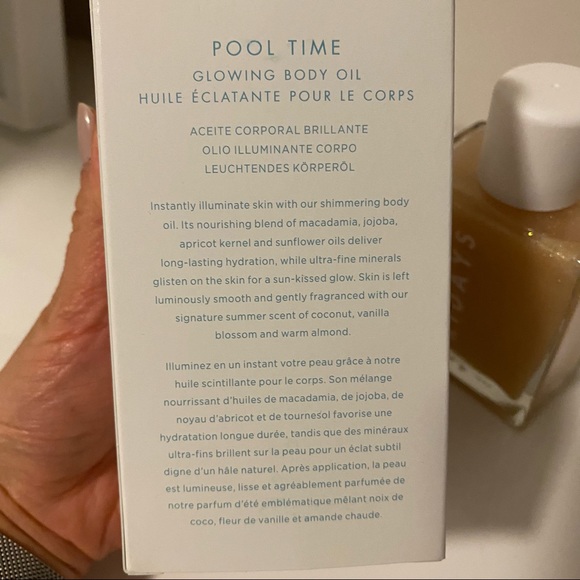 POOL TIME
GLOWING BODY OIL
HUILE ÉCLATANTE POUR LE CORPS
ACEITE CORPORAL BRILLANTE
OLIO ILLUMINANTE CORPO
LEUCHTENDES KÖRPERÖL
Instantly illuminate skin with our shimmering body
oil. Its nourishing blend of macadamia, jojoba,
apricot kernel and sunflower oils deliver
long-lasting hydration, while ultra-fine minerals
glisten on the skin for a sun-kissed glow. Skin is left
luminously smooth and gently fragranced with our
signature summer scent of coconut, vanilla
blossom and warm almond.
Illuminez en un instant votre peau grâce à notre
huile scintillante pour le corps. Son mélange
nourrissant d'huiles de macadamia, de jojoba, de
noyau d'abricot et de tournesol favorise une
hydratation longue durée, tandis que des minéraux
ultra-fins brillent sur la peau pour un éclat subtil
digne d'un hâle naturel. Après application, la peau
est lumineuse, lisse et agréablement parfumée de
notre parfum d'été emblématique mêlant noix de
coco, fleur de vanille et amande chaude.